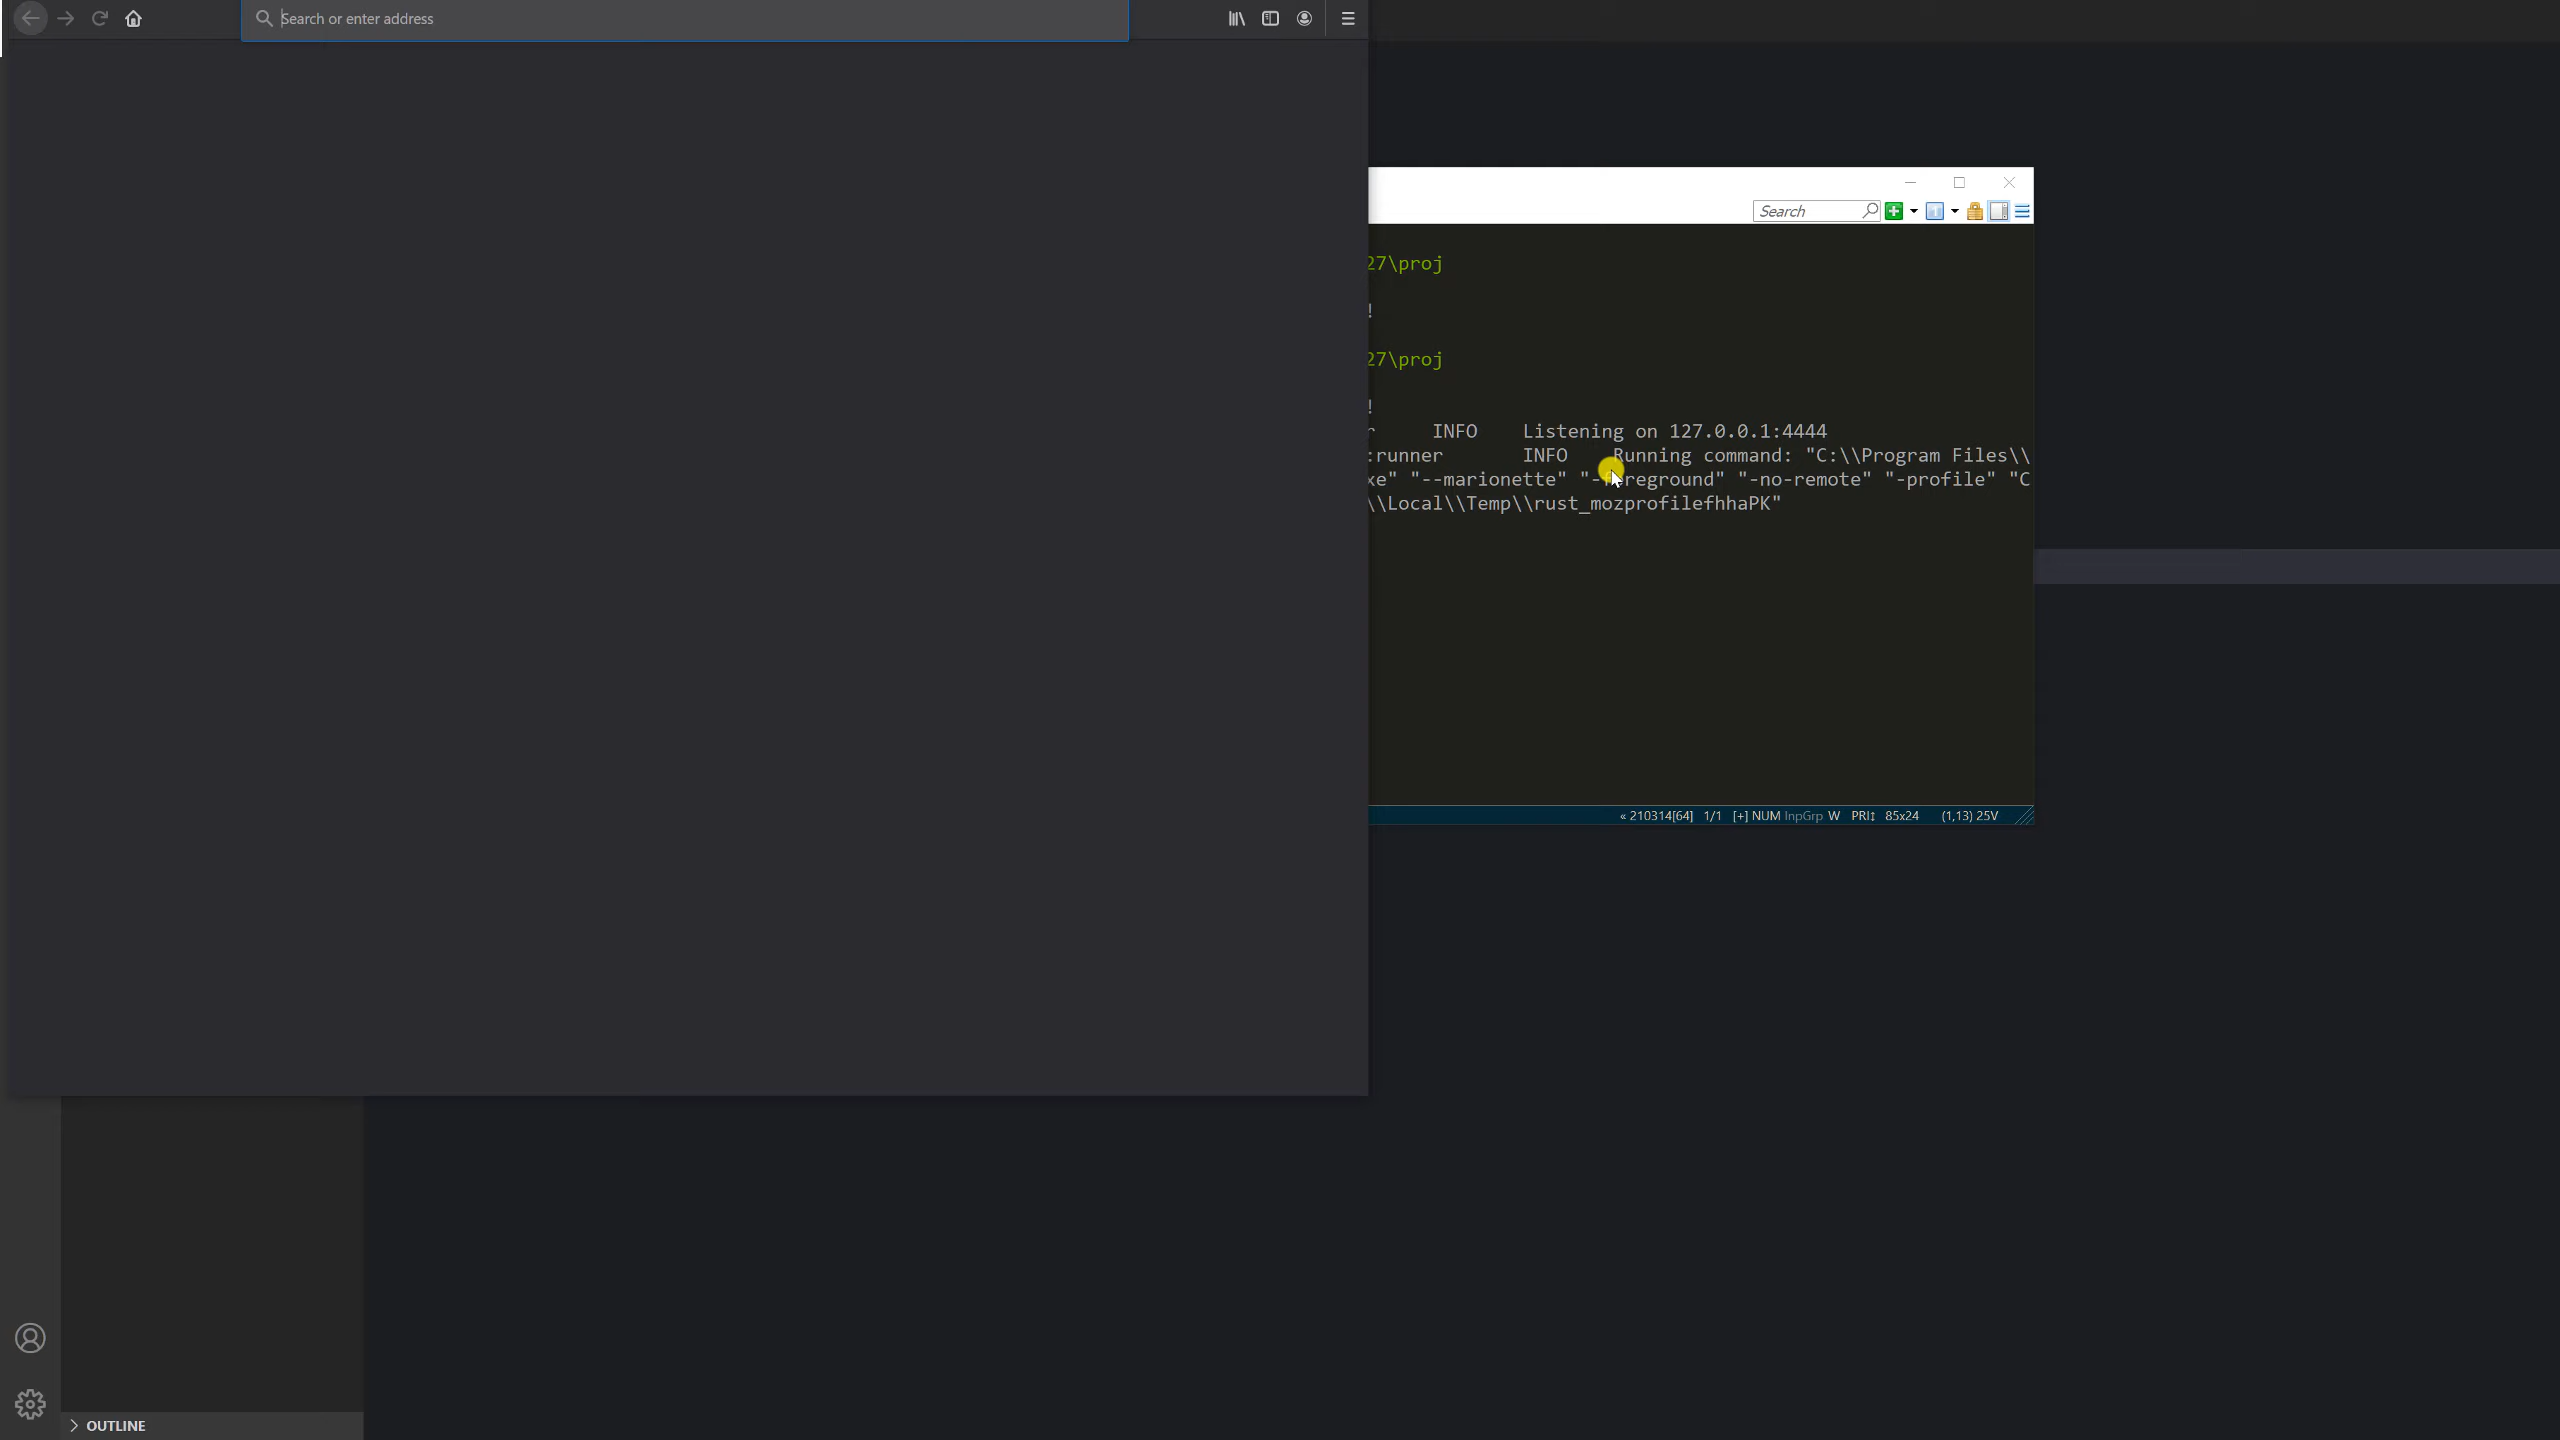 Search or enter address
Search
27\proj
!
27\proj
!
r INFO Listening on 127.0.0.1:4444
:runner INFO Running command: "C:\\Program Files\\
xe" "--marionette" "-foreground" "-no-remote" "-profile" "C
\\Local\\Temp\\rust_mozprofilefhhaPK"
« 210314[64] 1/1 [+] NUM InpGrp W PRI↕ 85x24 (1,13) 25V
OUTLINE